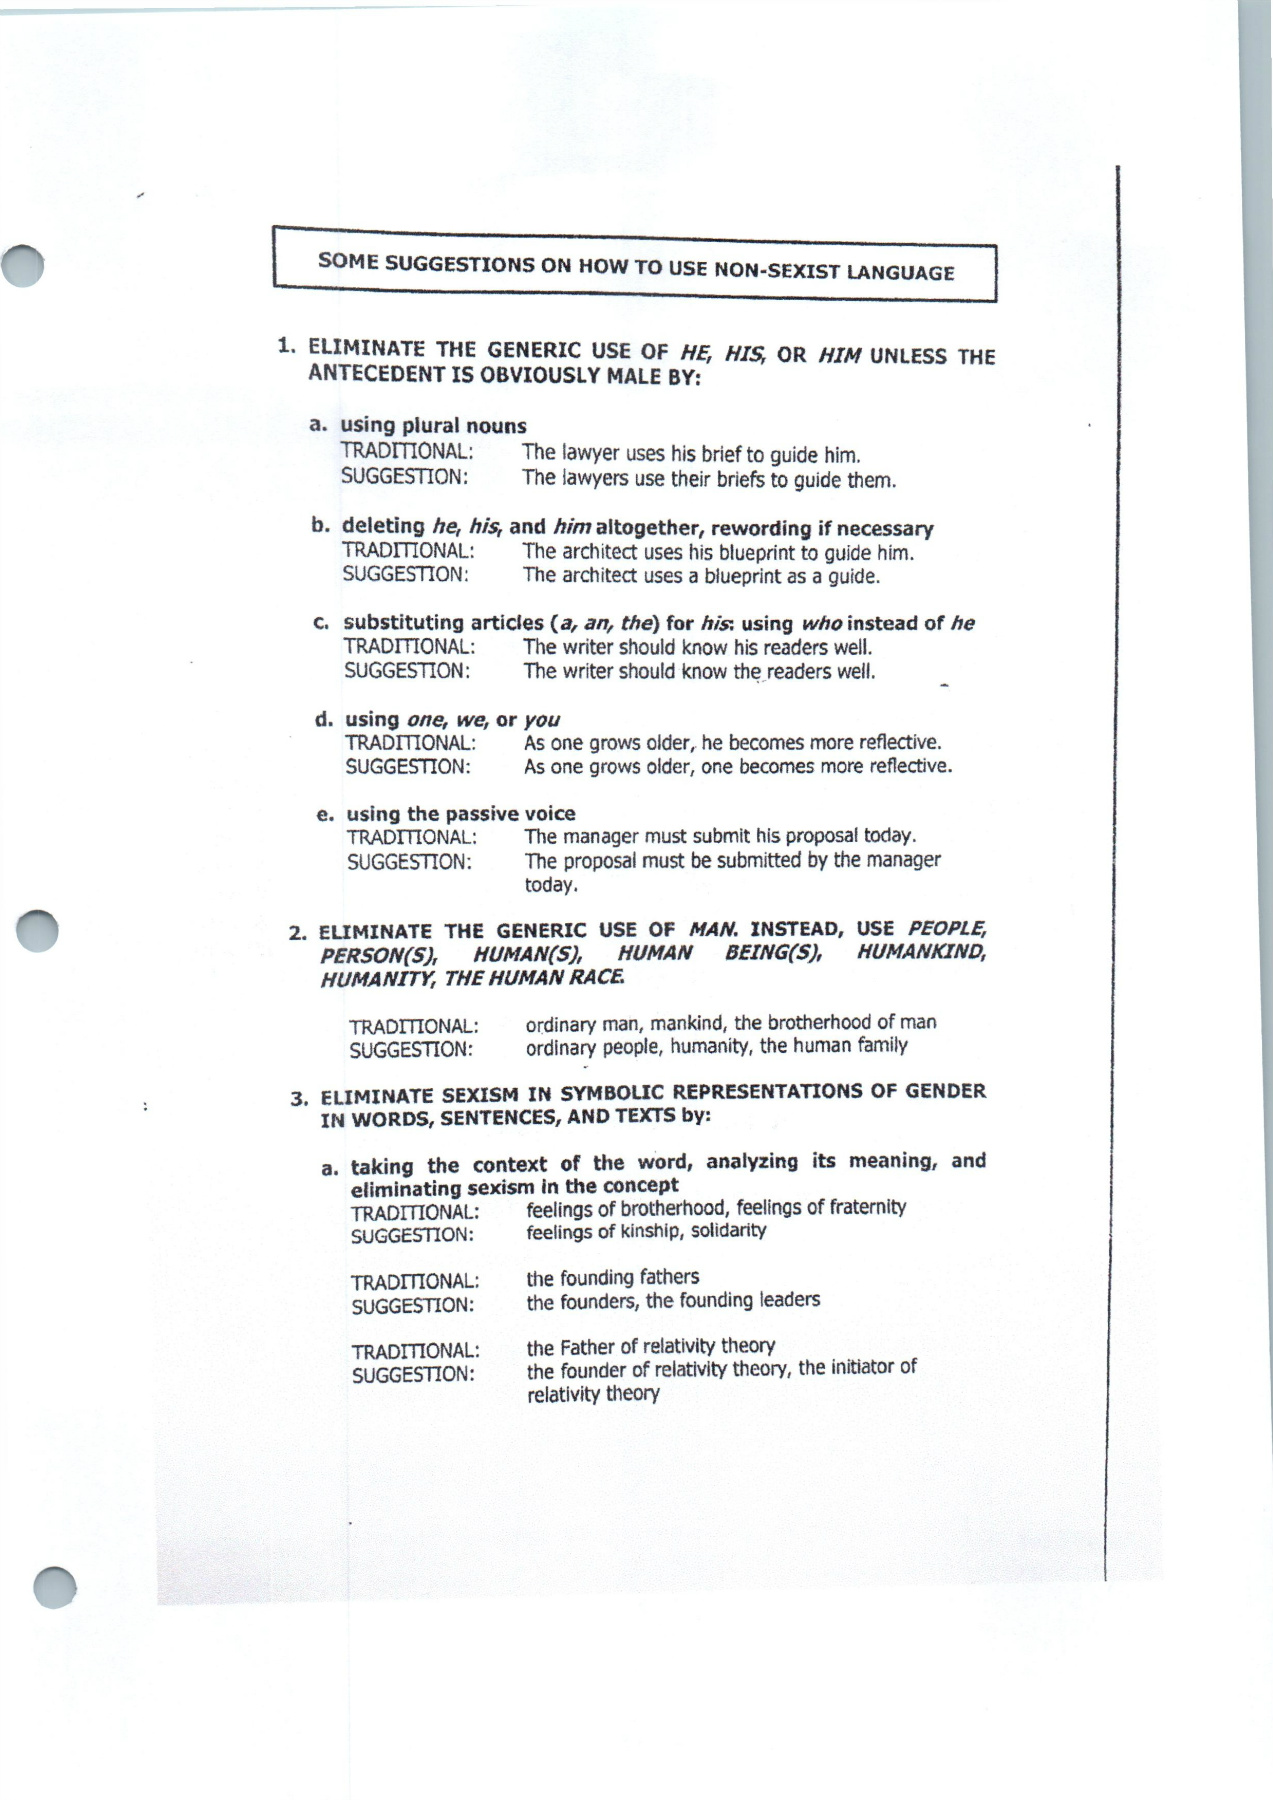 SOME SUGGESTIONS ON HOW TO USE NON-SEXIST LANGUAGE
1. ELIMINATE THE GENERIC USE OF HE, HIS, OR HIM UNLESS THE
ANTECEDENT IS OBVIOUSLY MALE BY:
a. using plural nouns
TRADITIONAL: The lawyer uses his brief to guide him.
SUGGESTION: The lawyers use their briefs to guide them.
b. deleting he, his, and him altogether, rewording if necessary
TRADITIONAL: The architect uses his blueprint to guide him.
SUGGESTION: The architect uses a blueprint as a guide.
c. substituting articles (a, an, the) for his: using who instead of he
TRADITIONAL: The writer should know his readers well.
SUGGESTION: The writer should know the readers well.
d. using one, we, or you
TRADITIONAL: As one grows older, he becomes more reflective.
SUGGESTION: As one grows older, one becomes more reflective.
e. using the passive voice
TRADITIONAL: The manager must submit his proposal today.
SUGGESTION: The proposal must be submitted by the manager
today.
2. ELIMINATE THE GENERIC USE OF MAN. INSTEAD, USE PEOPLE,
PERSON(S), HUMAN(S), HUMAN BEING(S), HUMANKIND,
HUMANITY, THE HUMAN RACE.
TRADITIONAL: ordinary man, mankind, the brotherhood of man
SUGGESTION: ordinary people, humanity, the human family
3. ELIMINATE SEXISM IN SYMBOLIC REPRESENTATIONS OF GENDER
IN WORDS, SENTENCES, AND TEXTS by:
a. taking the context of the word, analyzing its meaning, and
eliminating sexism in the concept
TRADITIONAL: feelings of brotherhood, feelings of fraternity
SUGGESTION: feelings of kinship, solidarity
TRADITIONAL: the founding fathers
SUGGESTION: the founders, the founding leaders
TRADITIONAL: the Father of relativity theory
SUGGESTION: the founder of relativity theory, the initiator of
relativity theory